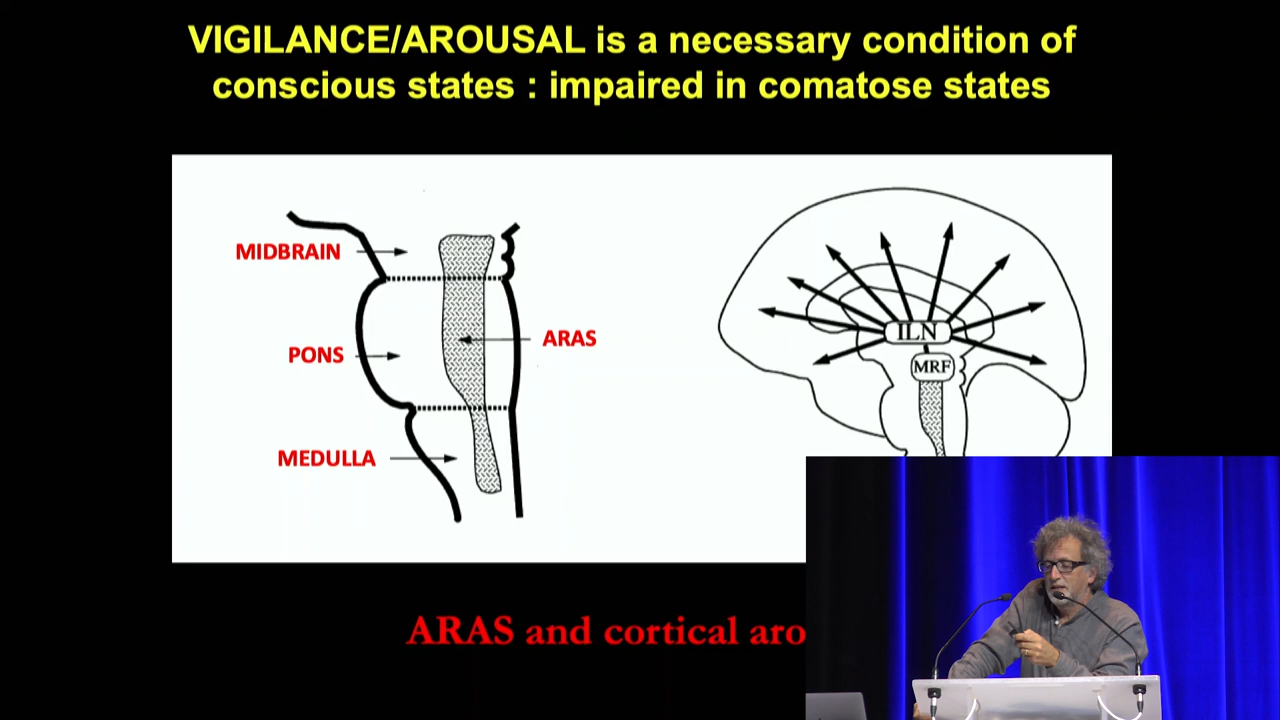 VIGILANCE/AROUSAL is a necessary condition of
conscious states : impaired in comatose states
MIDBRAIN
PONS
ARAS
MEDULLA
ILN
MRF
ARAS and cortical aro